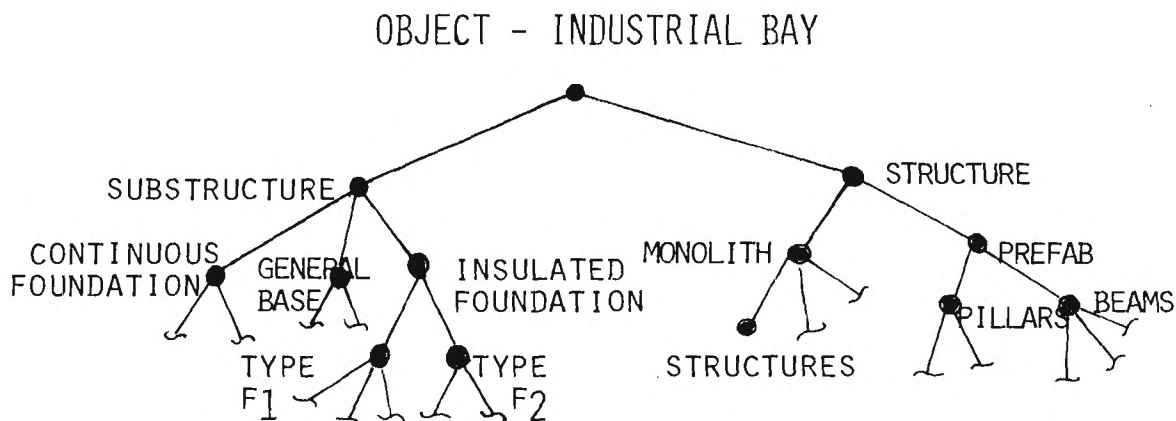 OBJECT - INDUSTRIAL BAY
SUBSTRUCTURE
STRUCTURE
CONTINUOUS
FOUNDATION
GENERAL
BASE
INSULATED
FOUNDATION
MONOLITH
PREFAB
TYPE
F1
TYPE
F2
STRUCTURES
PILLARS
BEAMS